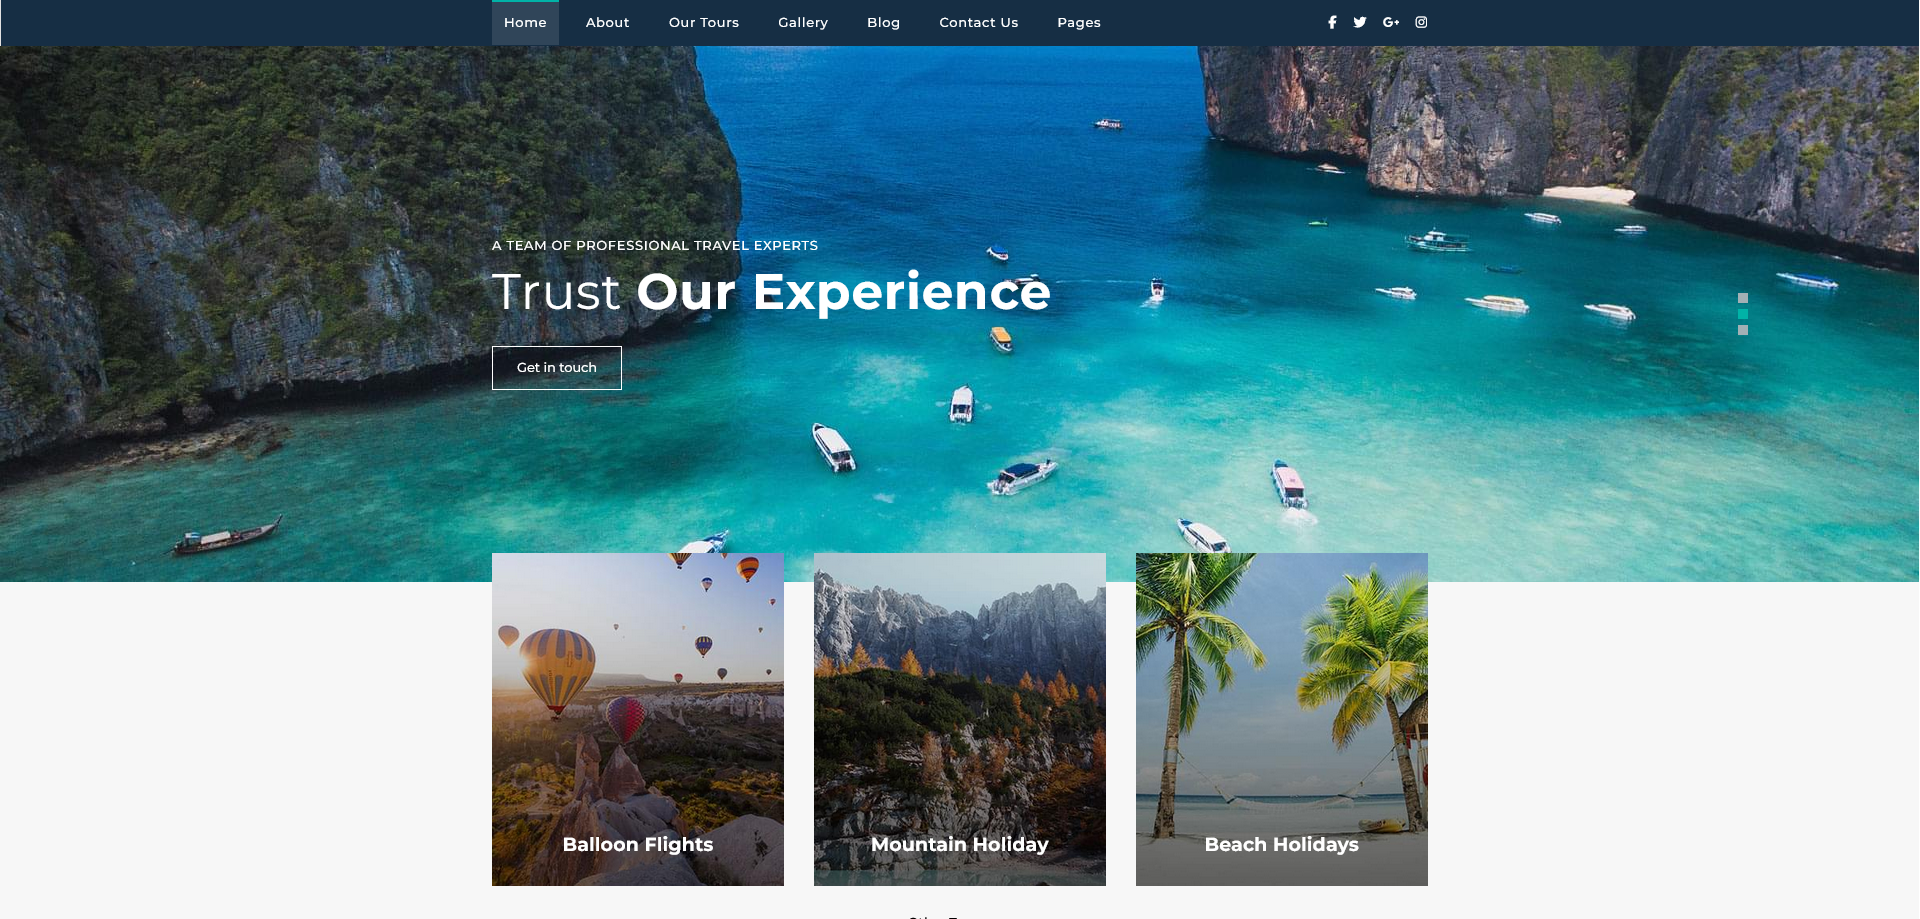 Home About Our Tours Gallery Blog Contact Us Pages
A TEAM OF PROFESSIONAL TRAVEL EXPERTS
Trust Our Experience
Get in touch
Balloon Flights
Mountain Holiday
Beach Holidays